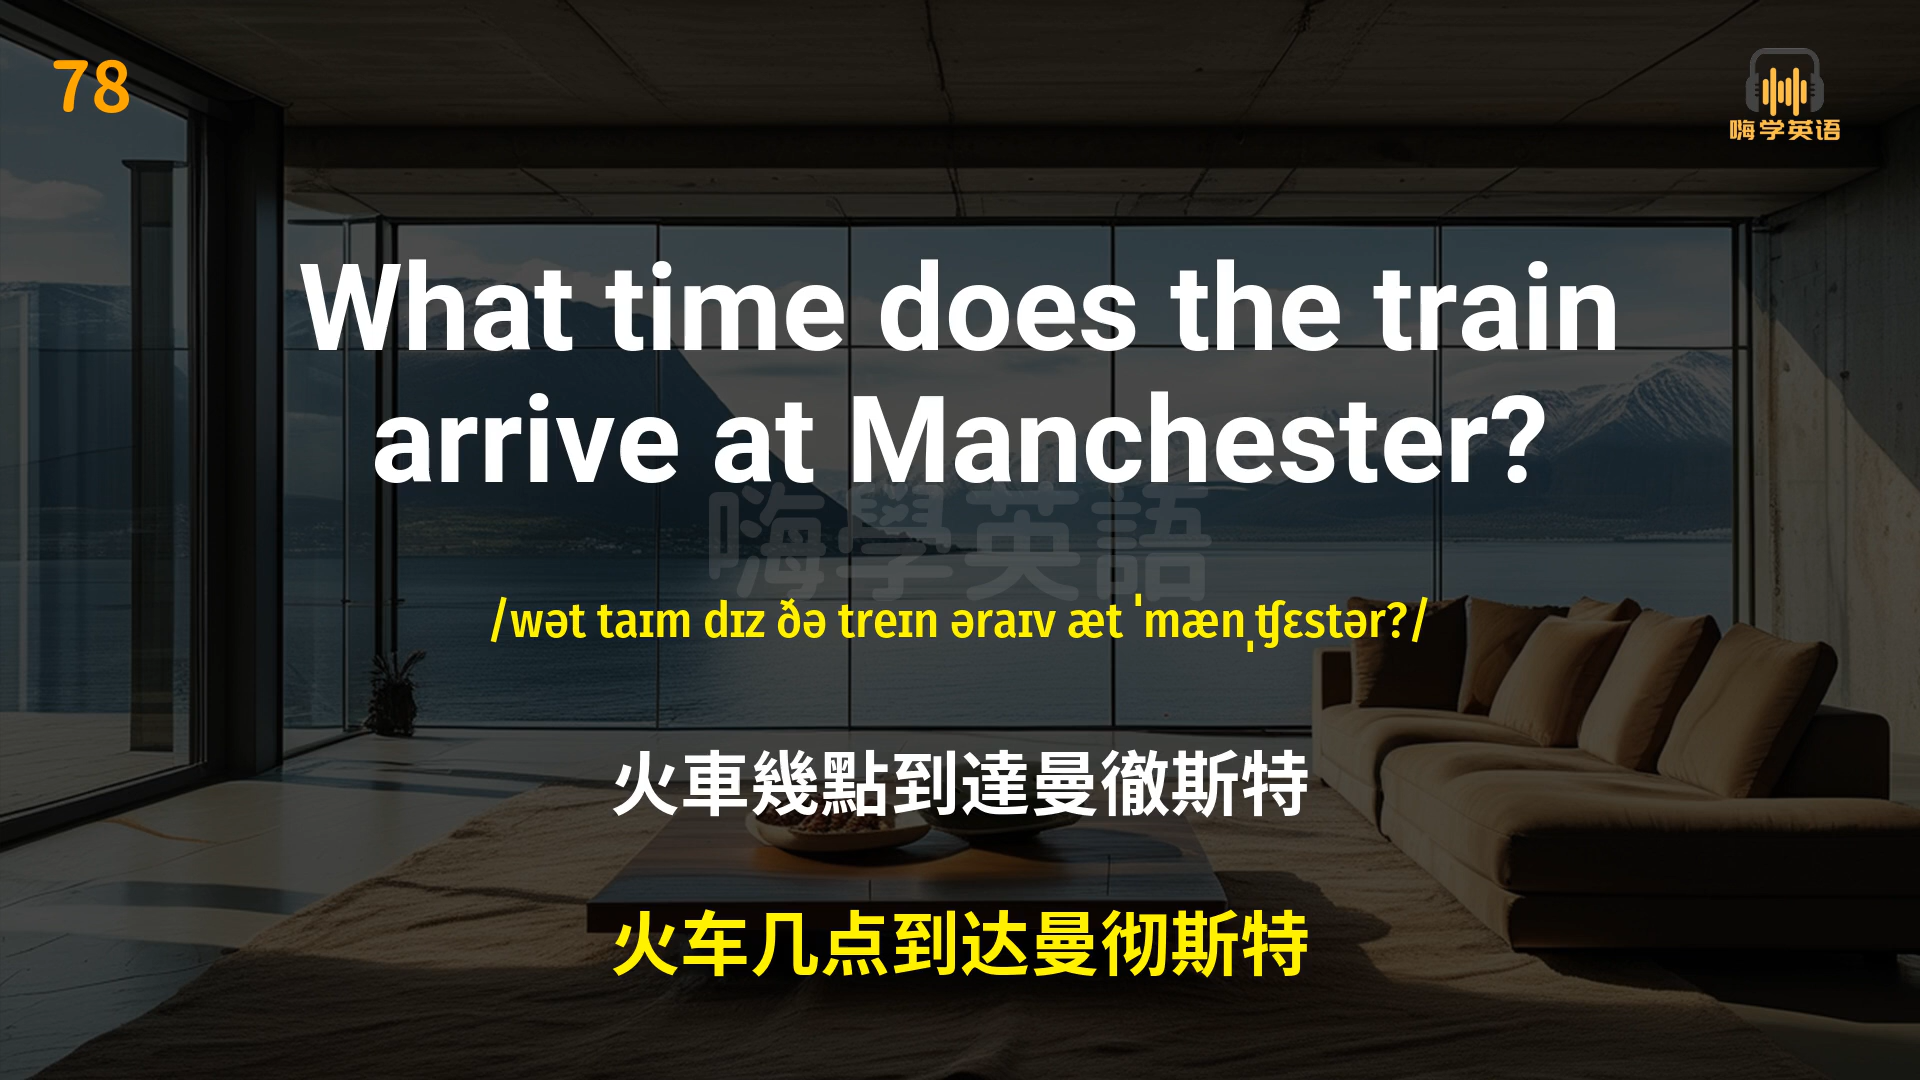 78
嗨学英语
What time does the train
arrive at Manchester?
嗨學英語
/wət taɪm dɪz ðə treɪn əraɪv æt ˈmænˌʧɛstər?/
火車幾點到達曼徹斯特
火车几点到达曼彻斯特